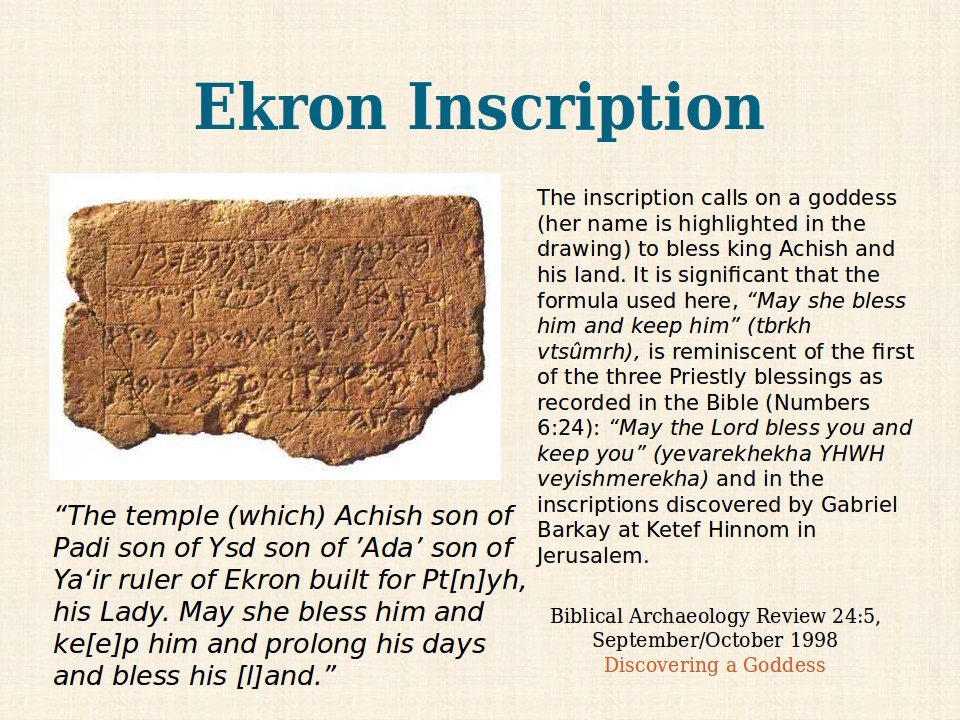 Ekron Inscription
The inscription calls on a goddess
(her name is highlighted in the
drawing) to bless king Achish and
his land. It is significant that the
formula used here, “May she bless
him and keep him” (tbrkh
vtsûmrh), is reminiscent of the first
of the three Priestly blessings as
recorded in the Bible (Numbers
6:24): “May the Lord bless you and
keep you” (yevarekhekha YHWH
veyishmerekha) and in the
inscriptions discovered by Gabriel
Barkay at Ketef Hinnom in
Jerusalem.
“The temple (which) Achish son of
Padi son of Ysd son of ’Ada’ son of
Ya‘ir ruler of Ekron built for Pt[n]yh,
his Lady. May she bless him and
ke[e]p him and prolong his days
and bless his [l]and.”
Biblical Archaeology Review 24:5,
September/October 1998
Discovering a Goddess